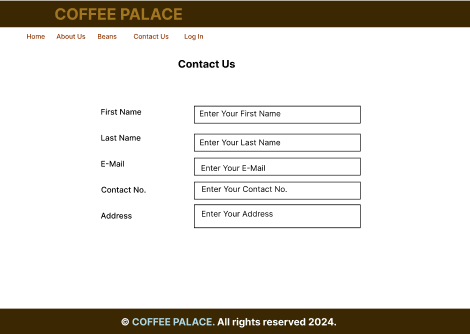 COFFEE PALACE
Home About Us Beans Contact Us Log In
Contact Us
First Name Enter Your First Name
Last Name Enter Your Last Name
E-Mail Enter Your E-Mail
Contact No. Enter Your Contact No.
Address Enter Your Address
© COFFEE PALACE. All rights reserved 2024.